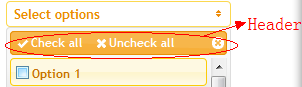 Select options
Header
Check all Uncheck all
Option 1